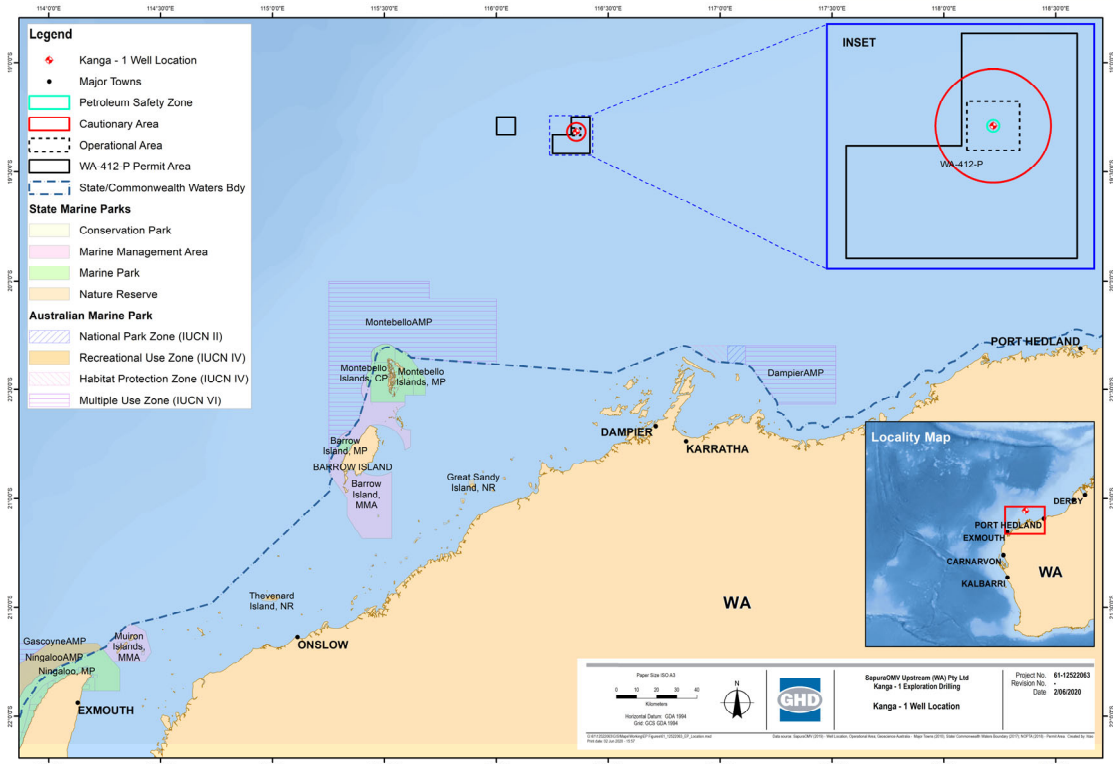 114°0'0"E
114°30'0"E
115°0'0"E
115°30'0"E
116°0'0"E
116°30'0"E
117°0'0"E
117°30'0"E
118°0'0"E
118°30'0"E
Legend
Kanga - 1 Well Location
Major Towns
Petroleum Safety Zone
Cautionary Area
Operational Area
WA-412-P Permit Area
State/Commonwealth Waters Bdy
State Marine Parks
Conservation Park
Marine Management Area
Marine Park
Nature Reserve
Australian Marine Park
National Park Zone (IUCN II)
Recreational Use Zone (IUCN IV)
Habitat Protection Zone (IUCN IV)
Multiple Use Zone (IUCN VI)
INSET
WA-412-P
MontebelloAMP
Montebello
Islands, CP
Montebello
Islands, MP
DampierAMP
PORT HEDLAND
DAMPIER
KARRATHA
Barrow
Island, MP
BARROW ISLAND
Barrow
Island,
MMA
Great Sandy
Island, NR
Thevenard
Island, NR
Muiron
Islands,
MMA
GascoyneAMP
NingalooAMP
Ningaloo, MP
ONSLOW
EXMOUTH
WA
Locality Map
DERBY
PORT HEDLAND
EXMOUTH
CARNARVON
KALBARRI
WA
Paper Size ISO A3
0 10 20 30 40
Kilometers
Horizontal Datum: GDA 1994
Grid: GCS GDA 1994
N
GHD
SapuraOMV Upstream (WA) Pty Ltd
Kanga - 1 Exploration Drilling
Kanga - 1 Well Location
Project No. 61-12522063
Revision No. -
Date 2/06/2020